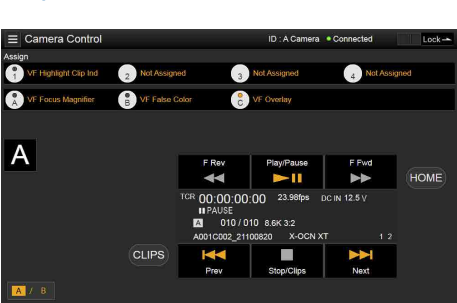 Camera Control ID : A Camera Connected Lock
Assign
1 VF Highlight Clip Ind 2 Not Assigned 3 Not Assigned 4 Not Assigned
A VF Focus Magnifier B VF False Color C VF Overlay
A
F Rev Play/Pause F Fwd
HOME
TCR 00:00:00:00 23.98fps DC IN 12.5 V
PAUSE
A 010 / 010 8.6K 3:2
A001C002_21100820 X-OCN XT 1 2
CLIPS
Prev Stop/Clips Next
A / B